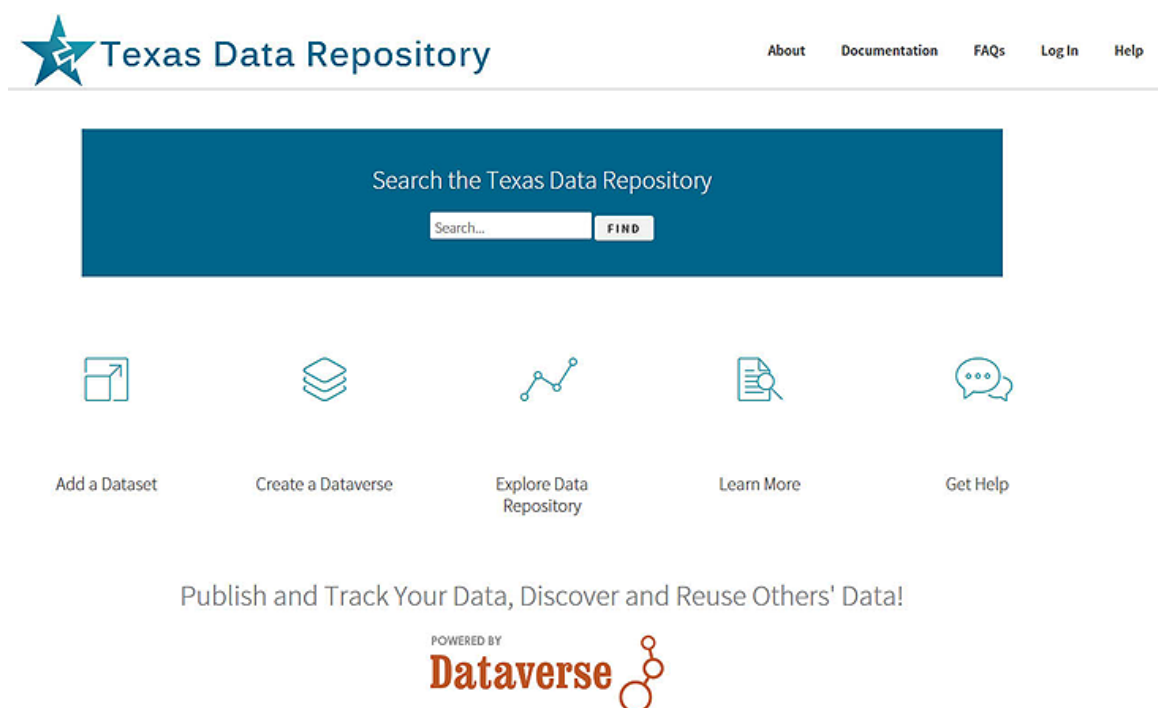 Texas Data Repository
About Documentation FAQs Log In Help
Search the Texas Data Repository
Search...
FIND
Add a Dataset
Create a Dataverse
Explore Data
Repository
Learn More
Get Help
Publish and Track Your Data, Discover and Reuse Others' Data!
POWERED BY
Dataverse